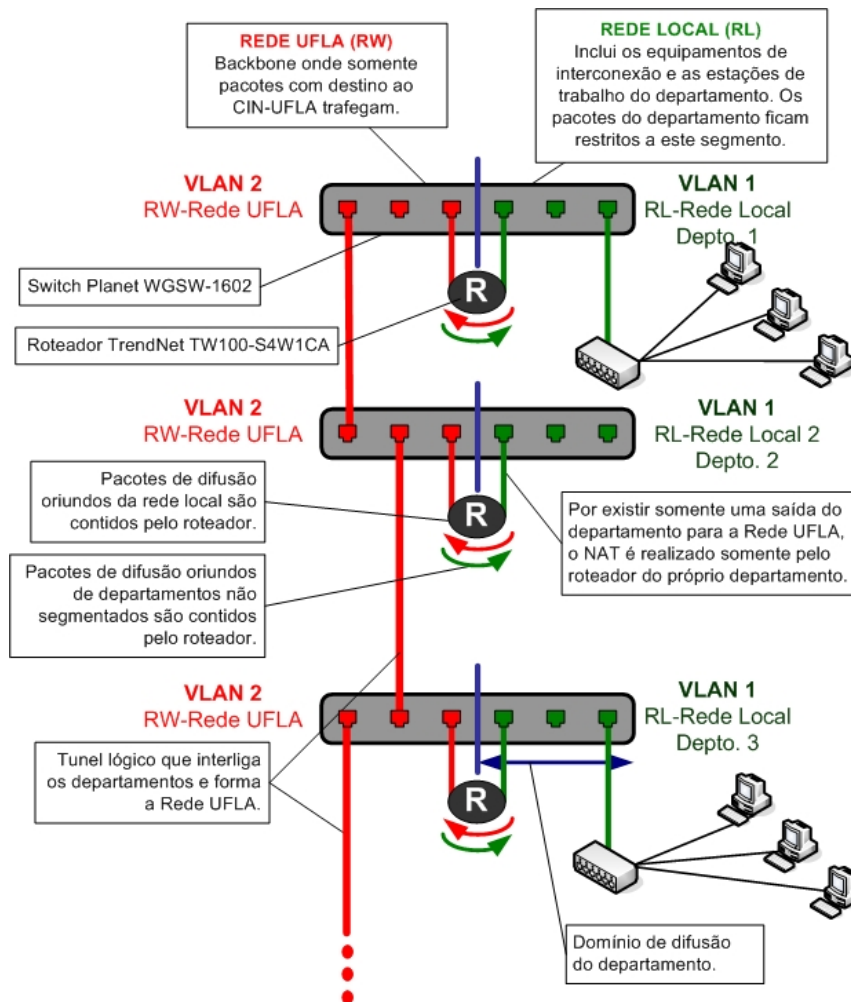 REDE UFLA (RW)
Backbone onde somente
pacotes com destino ao
CIN-UFLA trafegam.
REDE LOCAL (RL)
Inclui os equipamentos de
interconexão e as estações de
trabalho do departamento. Os
pacotes do departamento ficam
restritos a este segmento.
VLAN 2
RW-Rede UFLA
VLAN 1
RL-Rede Local
Depto. 1
Switch Planet WGSW-1602
R
Roteador TrendNet TW100-S4W1CA
VLAN 2
RW-Rede UFLA
VLAN 1
RL-Rede Local 2
Depto. 2
Pacotes de difusão
oriundos da rede local são
contidos pelo roteador.
R
Por existir somente uma saída do
departamento para a Rede UFLA,
o NAT é realizado somente pelo
roteador do próprio departamento.
Pacotes de difusão oriundos
de departamentos não
segmentados são contidos
pelo roteador.
VLAN 2
RW-Rede UFLA
VLAN 1
RL-Rede Local
Depto. 3
Tunel lógico que interliga
os departamentos e forma
a Rede UFLA.
R
Domínio de difusão
do departamento.